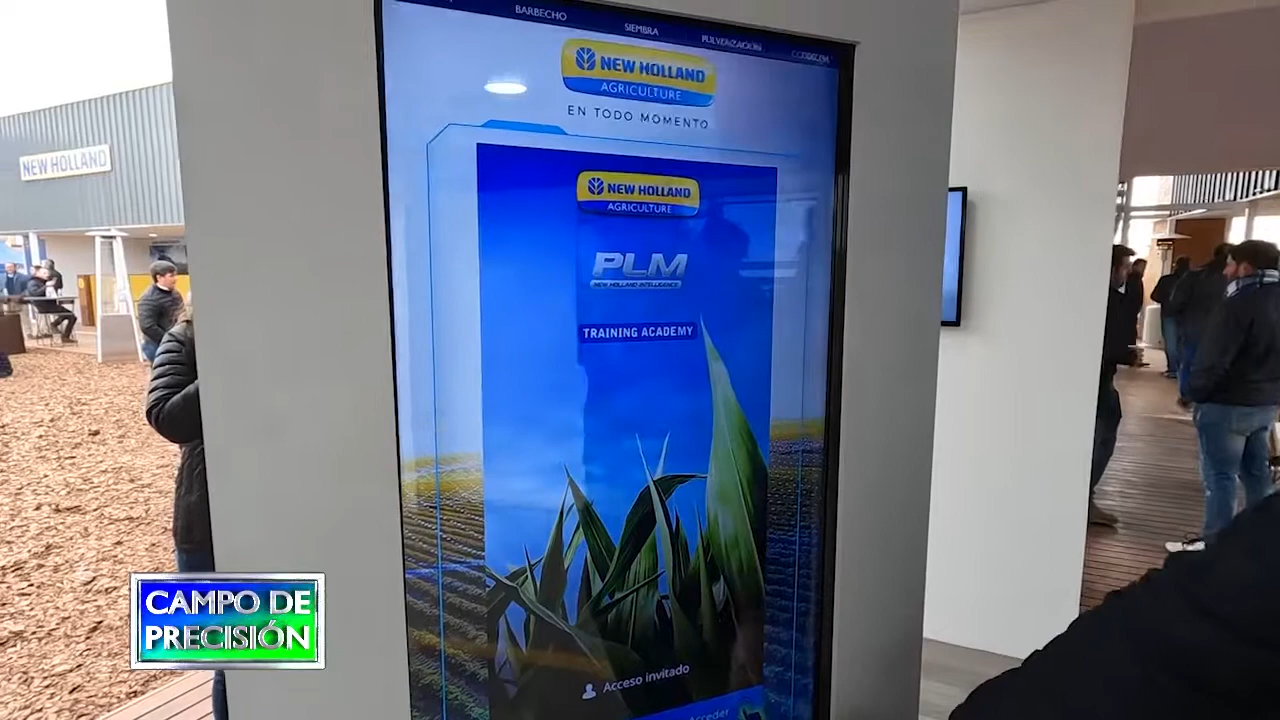 BARBECHO
SIEMBRA
PULVERIZACIÓN
NEW HOLLAND
AGRICULTURE
EN TODO MOMENTO
NEW HOLLAND
NEW HOLLAND
AGRICULTURE
PLM
NEW HOLLAND INTELLIGENCE
TRAINING ACADEMY
CAMPO DE
PRECISIÓN
Acceso invitado
Acceder